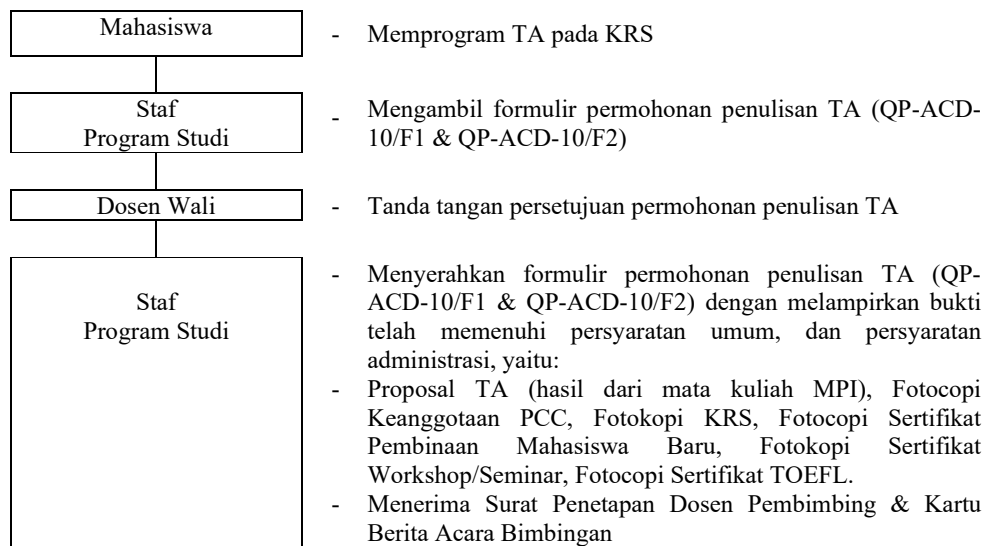 Mahasiswa
- Memprogram TA pada KRS
Staf
Program Studi
- Mengambil formulir permohonan penulisan TA (QP-ACD-
10/F1 & QP-ACD-10/F2)
Dosen Wali
- Tanda tangan persetujuan permohonan penulisan TA
Staf
Program Studi
- Menyerahkan formulir permohonan penulisan TA (QP-
ACD-10/F1 & QP-ACD-10/F2) dengan melampirkan bukti
telah memenuhi persyaratan umum, dan persyaratan
administrasi, yaitu:
- Proposal TA (hasil dari mata kuliah MPI), Fotocopi
Keanggotaan PCC, Fotokopi KRS, Fotocopi Sertifikat
Pembinaan Mahasiswa Baru, Fotokopi Sertifikat
Workshop/Seminar, Fotocopi Sertifikat TOEFL.
- Menerima Surat Penetapan Dosen Pembimbing & Kartu
Berita Acara Bimbingan